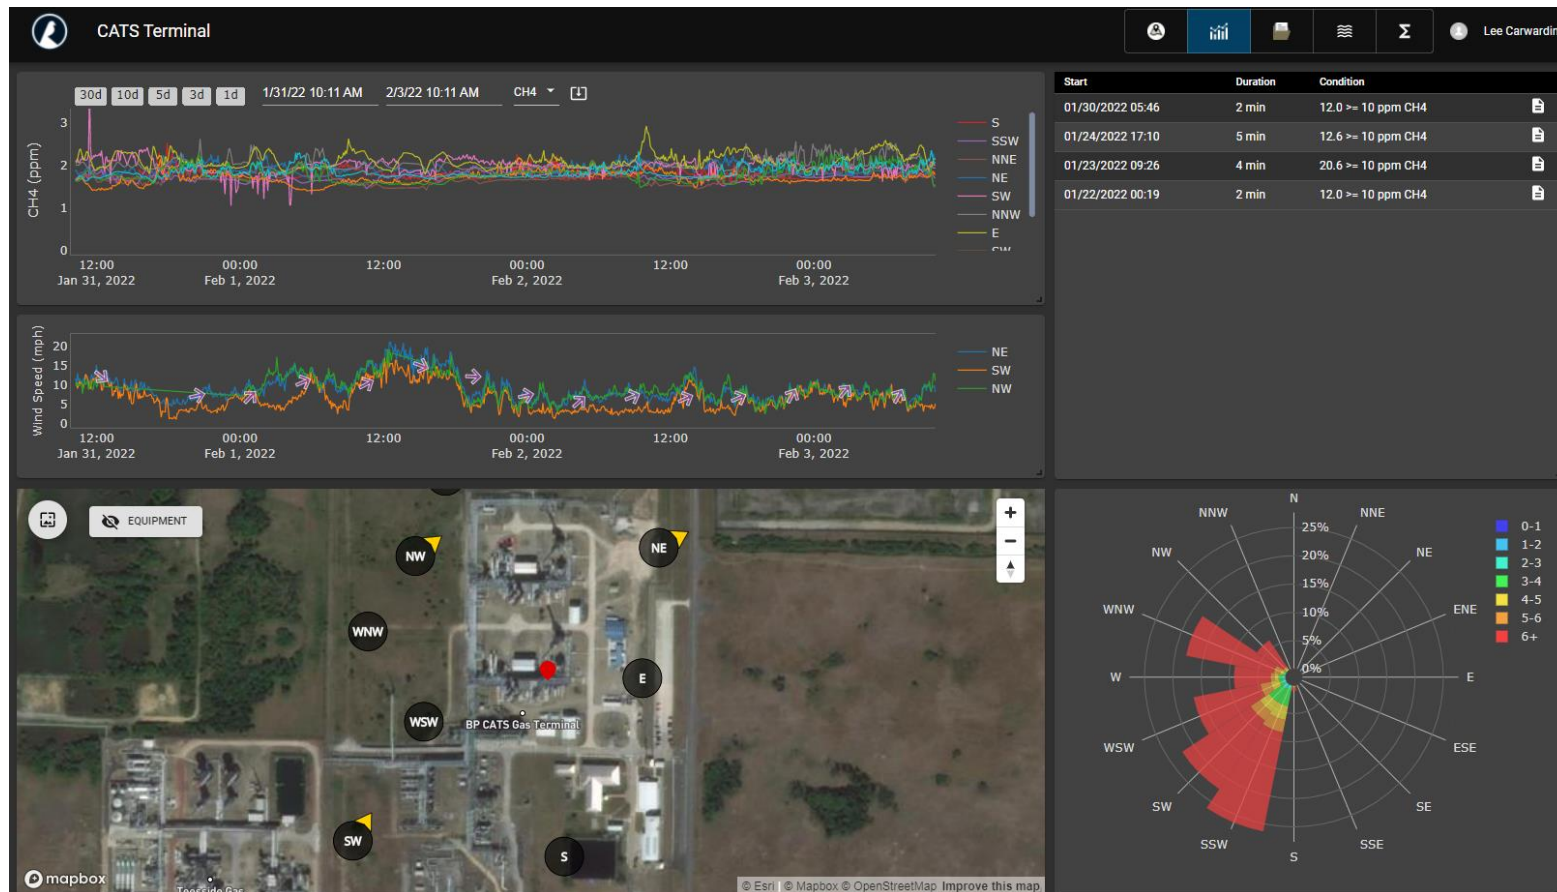 CATS Terminal
Lee Carwardin
30d 10d 5d 3d 1d 1/31/22 10:11 AM 2/3/22 10:11 AM CH4
CH4 (ppm)
3
2
1
0
12:00 00:00 12:00 00:00 12:00 00:00
Jan 31, 2022 Feb 1, 2022 Feb 2, 2022 Feb 3, 2022
S
SSW
NNE
NE
SW
NNW
E
SW
Start Duration Condition
01/30/2022 05:46 2 min 12.0 >= 10 ppm CH4
01/24/2022 17:10 5 min 12.6 >= 10 ppm CH4
01/23/2022 09:26 4 min 20.6 >= 10 ppm CH4
01/22/2022 00:19 2 min 12.0 >= 10 ppm CH4
Wind Speed (mph)
20
15
10
5
0
12:00 00:00 12:00 00:00 12:00 00:00
Jan 31, 2022 Feb 1, 2022 Feb 2, 2022 Feb 3, 2022
NE
SW
NW
EQUIPMENT
NW
NE
WNW
E
WSW
BP CATS Gas Terminal
SW
S
Teesside Gas
mapbox
© Esri | © Mapbox © OpenStreetMap Improve this map
N
NNW NNE
NW NE
WNW ENE
W E
WSW ESE
SW SE
SSW SSE
S
25%
20%
15%
10%
5%
0%
0-1
1-2
2-3
3-4
4-5
5-6
6+